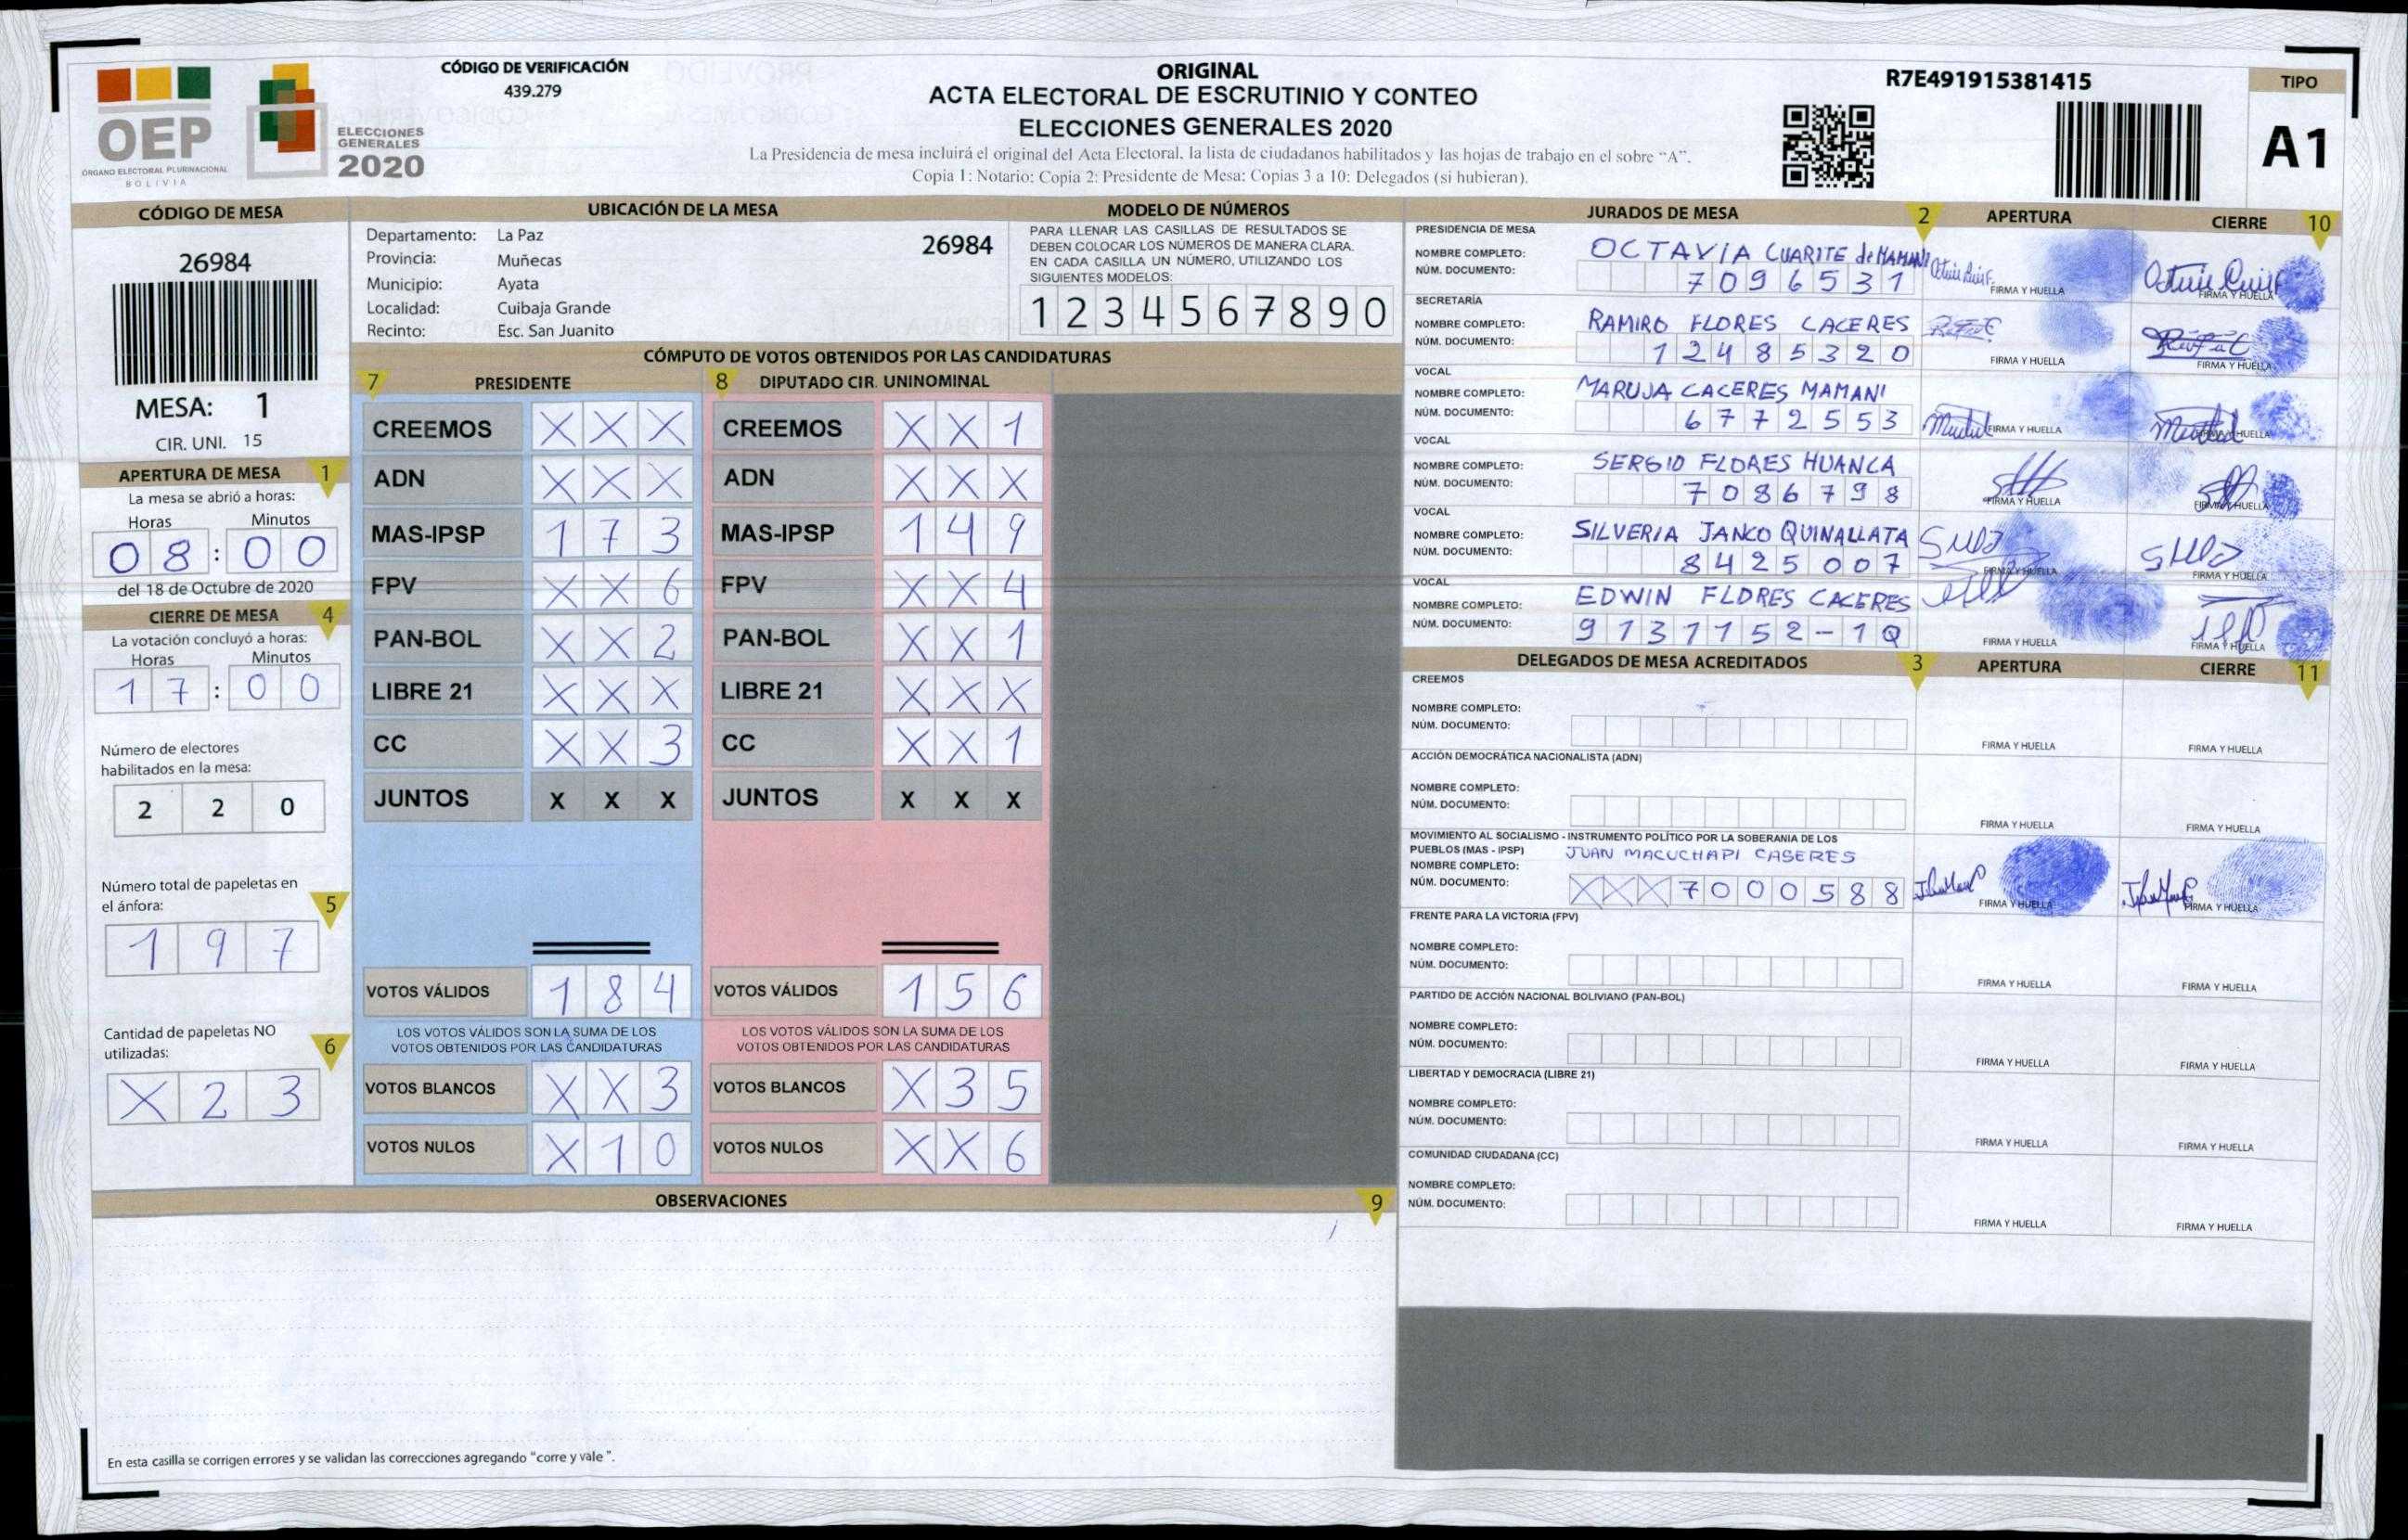 OEP
ÓRGANO ELECTORAL PLURINACIONAL
BOLIVIA
ELECCIONES
GENERALES
2020
CÓDIGO DE VERIFICACIÓN
439.279
ORIGINAL
ACTA ELECTORAL DE ESCRUTINIO Y CONTEO
ELECCIONES GENERALES 2020
La Presidencia de mesa incluirá el original del Acta Electoral, la lista de ciudadanos habilitados y las hojas de trabajo en el sobre "A".
Copia 1: Notario; Copia 2: Presidente de Mesa; Copias 3 a 10: Delegados (si hubieran).
R7E491915381415
TIPO
A1
CÓDIGO DE MESA
26984
MESA: 1
CIR. UNI. 15
APERTURA DE MESA 1
La mesa se abrió a horas:
Horas Minutos
08:00
del 18 de Octubre de 2020
CIERRE DE MESA 4
La votación concluyó a horas:
Horas Minutos
17:00
Número de electores
habilitados en la mesa:
2 2 0
Número total de papeletas en
el ánfora: 5
1 9 7
Cantidad de papeletas NO
utilizadas: 6
X 2 3
UBICACIÓN DE LA MESA
Departamento: La Paz
Provincia: Muñecas
Municipio: Ayata
Localidad: Cuibaja Grande
Recinto: Esc. San Juanito
26984
MODELO DE NÚMEROS
PARA LLENAR LAS CASILLAS DE RESULTADOS SE
DEBEN COLOCAR LOS NÚMEROS DE MANERA CLARA.
EN CADA CASILLA UN NÚMERO, UTILIZANDO LOS
SIGUIENTES MODELOS:
1 2 3 4 5 6 7 8 9 0
CÓMPUTO DE VOTOS OBTENIDOS POR LAS CANDIDATURAS
7 PRESIDENTE 8 DIPUTADO CIR. UNINOMINAL
CREEMOS X X X CREEMOS X X 1
ADN X X X ADN X X X
MAS-IPSP 1 7 3 MAS-IPSP 1 4 9
FPV X X 6 FPV X X 4
PAN-BOL X X 2 PAN-BOL X X 1
LIBRE 21 X X X LIBRE 21 X X X
CC X X 3 CC X X 1
JUNTOS X X X JUNTOS X X X
VOTOS VÁLIDOS 1 8 4 VOTOS VÁLIDOS 1 5 6
LOS VOTOS VÁLIDOS SON LA SUMA DE LOS LOS VOTOS VÁLIDOS SON LA SUMA DE LOS
VOTOS OBTENIDOS POR LAS CANDIDATURAS VOTOS OBTENIDOS POR LAS CANDIDATURAS
VOTOS BLANCOS X X 3 VOTOS BLANCOS X 3 5
VOTOS NULOS X 1 0 VOTOS NULOS X X 6
OBSERVACIONES 9
En esta casilla se corrigen errores y se validan las correcciones agregando "corre y vale".
JURADOS DE MESA 2 APERTURA CIERRE 10
PRESIDENCIA DE MESA
NOMBRE COMPLETO: OCTAVIA CUARITE de MAMANI
NÚM. DOCUMENTO: 7096531
FIRMA Y HUELLA FIRMA Y HUELLA
SECRETARÍA
NOMBRE COMPLETO: RAMIRO FLORES CACERES
NÚM. DOCUMENTO: 12485320
FIRMA Y HUELLA FIRMA Y HUELLA
VOCAL
NOMBRE COMPLETO: MARUJA CACERES MAMANI
NÚM. DOCUMENTO: 6772553
FIRMA Y HUELLA FIRMA Y HUELLA
VOCAL
NOMBRE COMPLETO: SERGIO FLORES HUANCA
NÚM. DOCUMENTO: 7086798
FIRMA Y HUELLA FIRMA Y HUELLA
VOCAL
NOMBRE COMPLETO: SILVERIA JANCO QUINALLATA
NÚM. DOCUMENTO: 8425007
FIRMA Y HUELLA FIRMA Y HUELLA
VOCAL
NOMBRE COMPLETO: EDWIN FLORES CACERES
NÚM. DOCUMENTO: 9131152-1Q
FIRMA Y HUELLA FIRMA Y HUELLA
DELEGADOS DE MESA ACREDITADOS 3 APERTURA CIERRE 11
CREEMOS
NOMBRE COMPLETO:
NÚM. DOCUMENTO:
FIRMA Y HUELLA FIRMA Y HUELLA
ACCIÓN DEMOCRÁTICA NACIONALISTA (ADN)
NOMBRE COMPLETO:
NÚM. DOCUMENTO:
FIRMA Y HUELLA FIRMA Y HUELLA
MOVIMIENTO AL SOCIALISMO - INSTRUMENTO POLÍTICO POR LA SOBERANIA DE LOS
PUEBLOS (MAS - IPSP) JUAN MACUCHAPI CASERES
NOMBRE COMPLETO:
NÚM. DOCUMENTO: XXX7000588
FIRMA Y HUELLA FIRMA Y HUELLA
FRENTE PARA LA VICTORIA (FPV)
NOMBRE COMPLETO:
NÚM. DOCUMENTO:
FIRMA Y HUELLA FIRMA Y HUELLA
PARTIDO DE ACCIÓN NACIONAL BOLIVIANO (PAN-BOL)
NOMBRE COMPLETO:
NÚM. DOCUMENTO:
FIRMA Y HUELLA FIRMA Y HUELLA
LIBERTAD Y DEMOCRACIA (LIBRE 21)
NOMBRE COMPLETO:
NÚM. DOCUMENTO:
FIRMA Y HUELLA FIRMA Y HUELLA
COMUNIDAD CIUDADANA (CC)
NOMBRE COMPLETO:
NÚM. DOCUMENTO:
FIRMA Y HUELLA FIRMA Y HUELLA